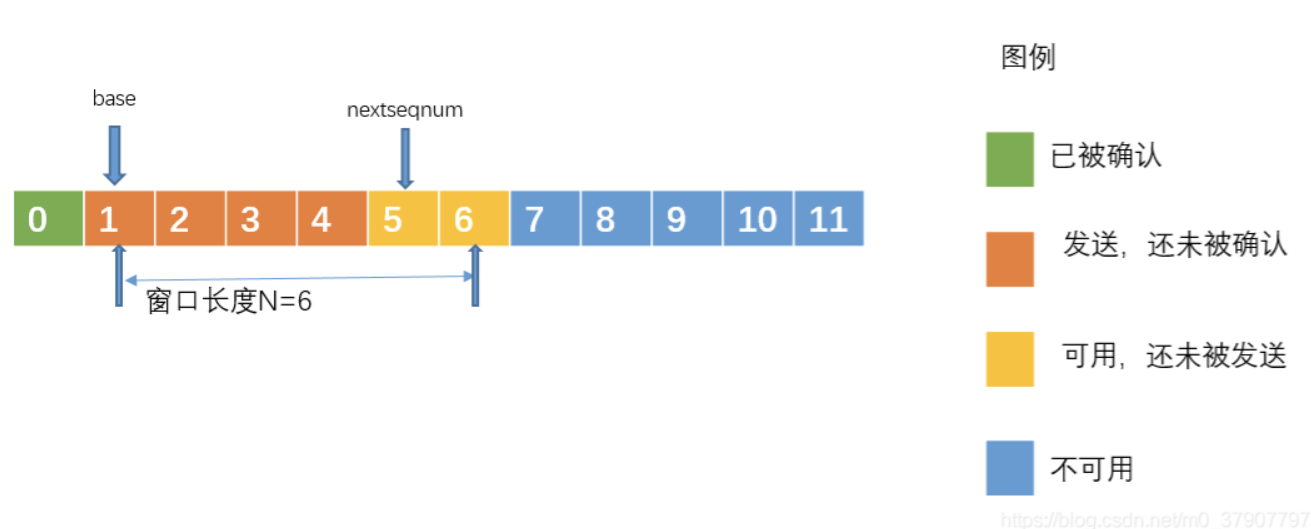 图例
base
nextseqnum
已被确认
0 1 2 3 4 5 6 7 8 9 10 11
发送，还未被确认
窗口长度N=6
可用，还未被发送
不可用
https://blog.csdn.net/m0_37907797